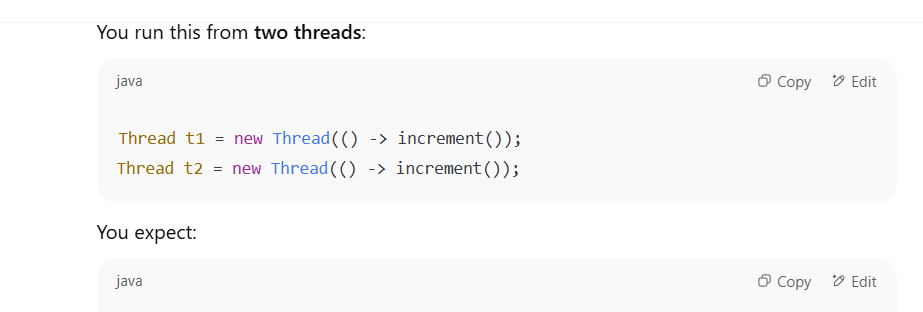 You run this from two threads:
java Copy Edit
Thread t1 = new Thread(() -> increment());
Thread t2 = new Thread(() -> increment());
You expect:
java Copy Edit